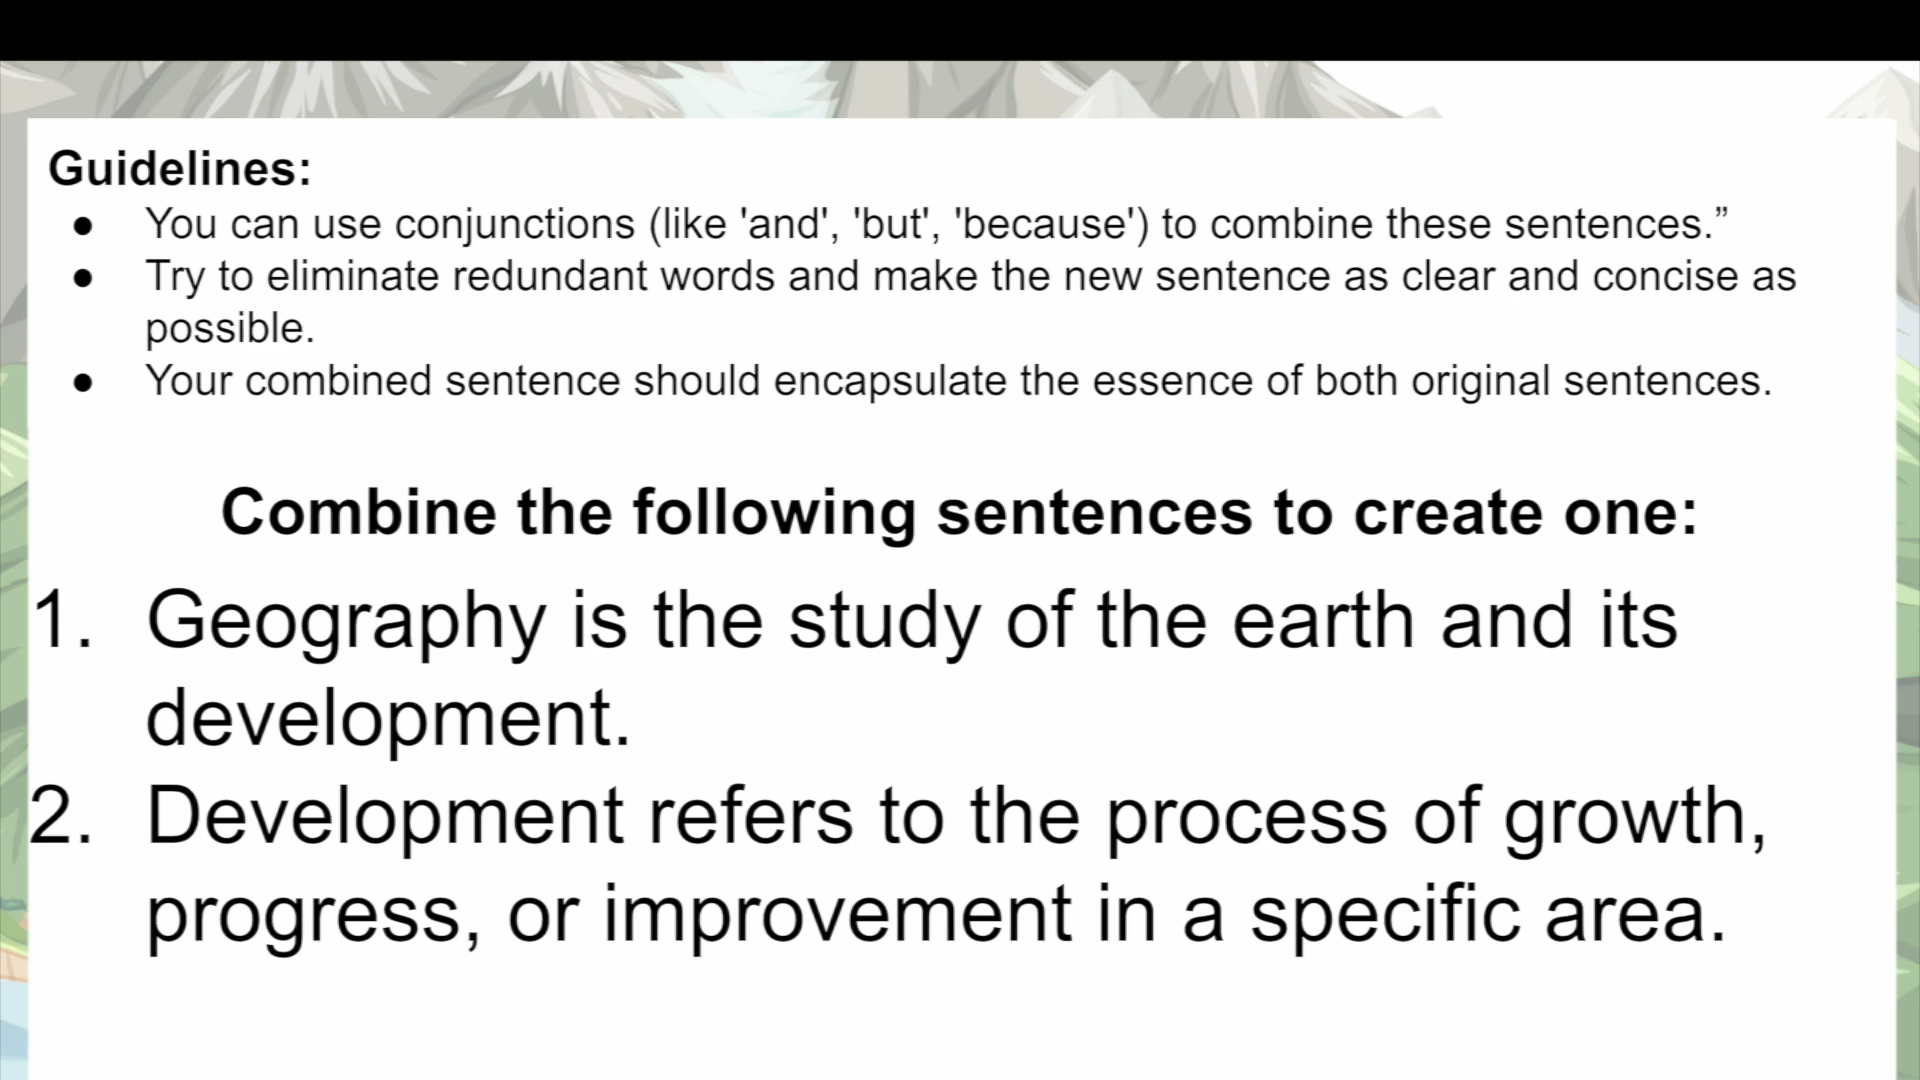 Guidelines:
● You can use conjunctions (like 'and', 'but', 'because') to combine these sentences.”
● Try to eliminate redundant words and make the new sentence as clear and concise as
possible.
● Your combined sentence should encapsulate the essence of both original sentences.
Combine the following sentences to create one:
1. Geography is the study of the earth and its
development.
2. Development refers to the process of growth,
progress, or improvement in a specific area.